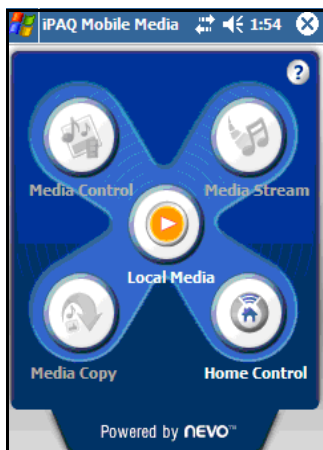 iPAQ Mobile Media 1:54
?
Media Control
Media Stream
Local Media
Media Copy
Home Control
Powered by nevo™